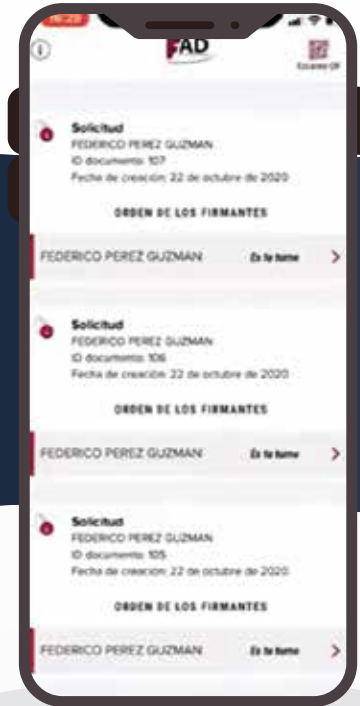 16:29
FAD
Escanea QR
Solicitud
FEDERICO PEREZ GUZMAN
ID documento: 107
Fecha de creación: 22 de octubre de 2020
ORDEN DE LOS FIRMANTES
FEDERICO PEREZ GUZMAN Es tu turno
Solicitud
FEDERICO PEREZ GUZMAN
ID documento: 106
Fecha de creación: 22 de octubre de 2020
ORDEN DE LOS FIRMANTES
FEDERICO PEREZ GUZMAN Es tu turno
Solicitud
FEDERICO PEREZ GUZMAN
ID documento: 105
Fecha de creación: 22 de octubre de 2020
ORDEN DE LOS FIRMANTES
FEDERICO PEREZ GUZMAN Es tu turno